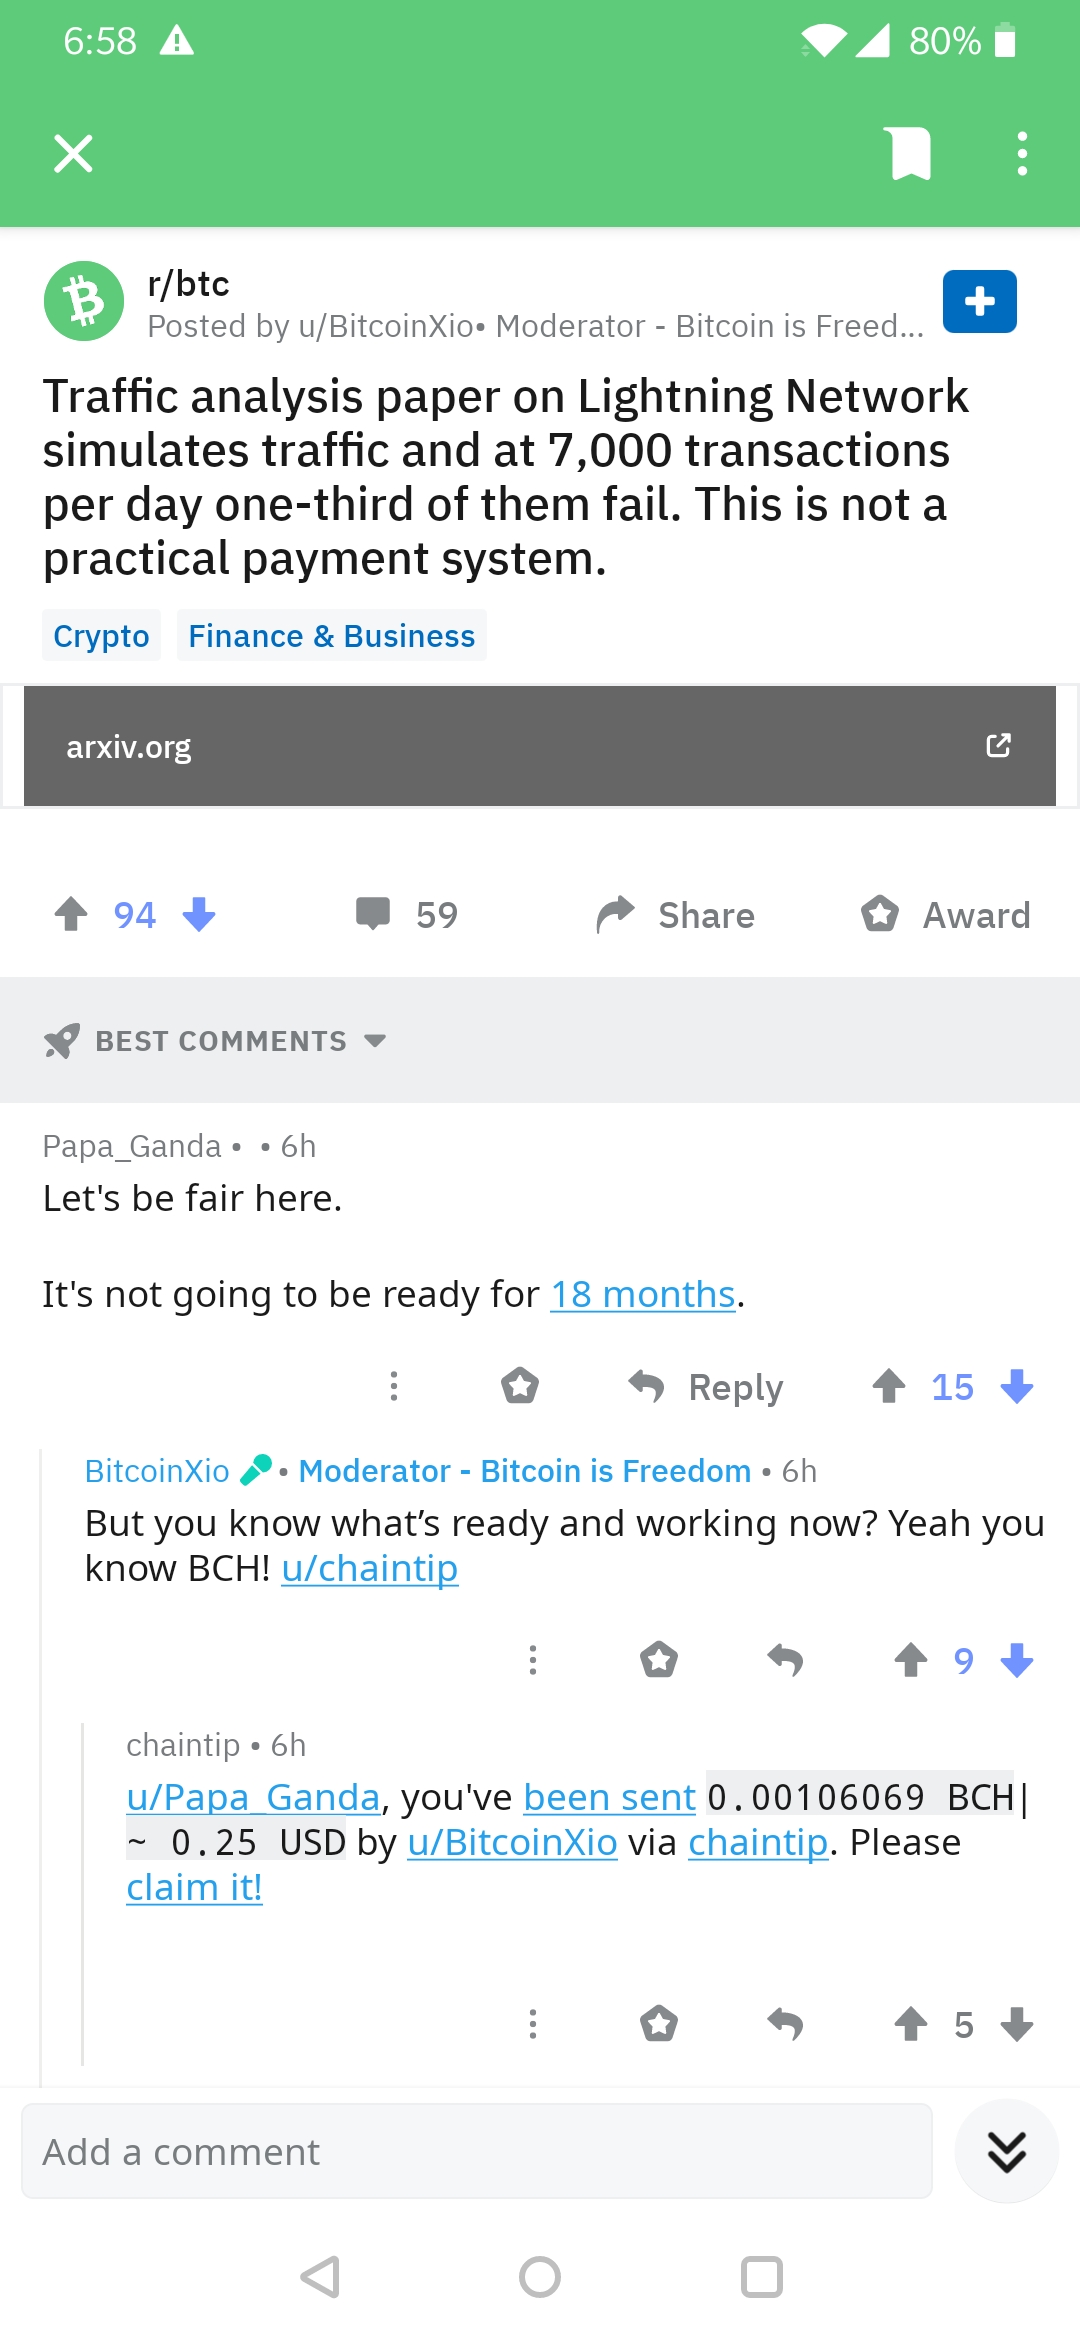 6:58
80%
r/btc
Posted by u/BitcoinXio• Moderator - Bitcoin is Freed...
Traffic analysis paper on Lightning Network
simulates traffic and at 7,000 transactions
per day one-third of them fail. This is not a
practical payment system.
Crypto Finance & Business
arxiv.org
94 59 Share Award
BEST COMMENTS
Papa_Ganda • • 6h
Let's be fair here.
It's not going to be ready for 18 months.
Reply 15
BitcoinXio • Moderator - Bitcoin is Freedom • 6h
But you know what’s ready and working now? Yeah you
know BCH! u/chaintip
9
chaintip • 6h
u/Papa_Ganda, you've been sent 0.00106069 BCH|
~ 0.25 USD by u/BitcoinXio via chaintip. Please
claim it!
5
Add a comment